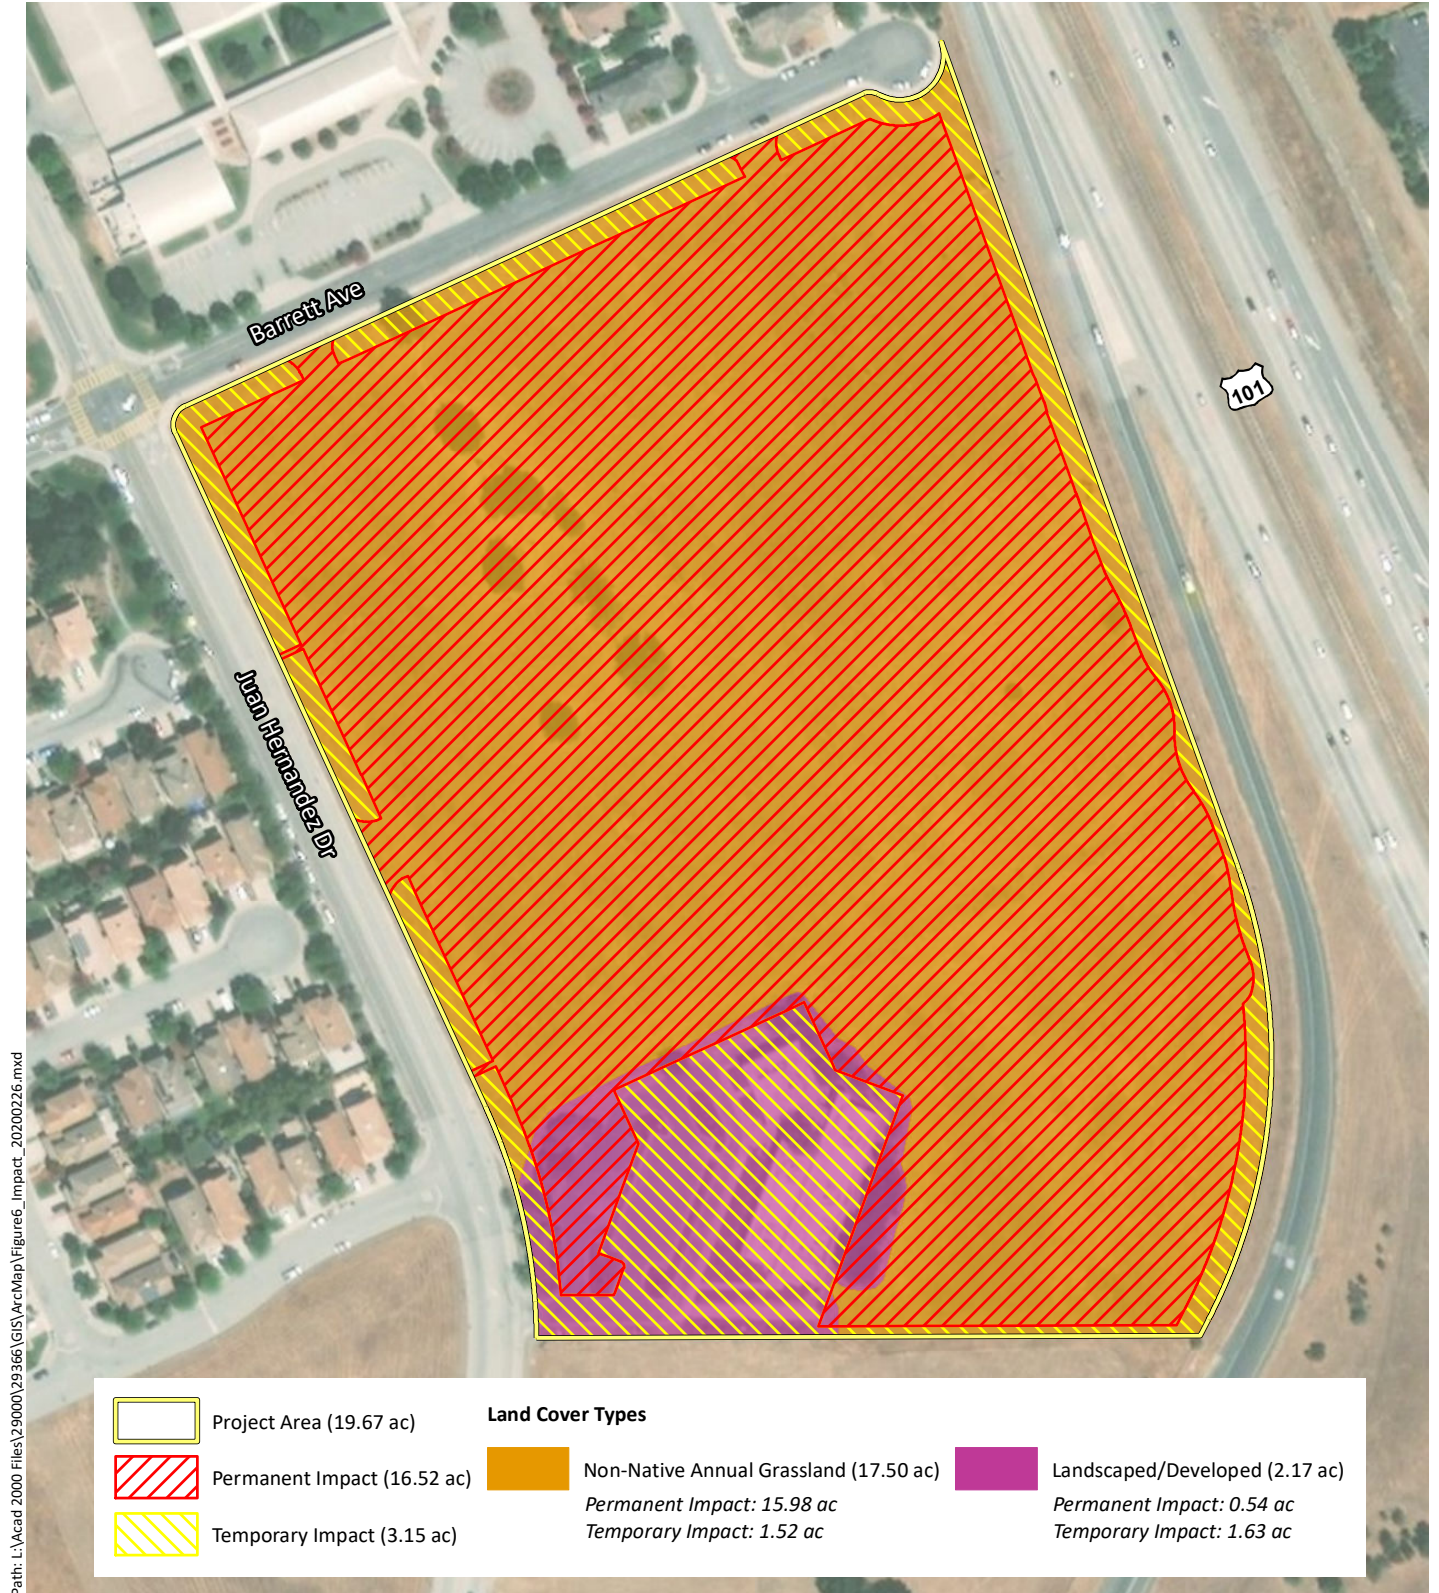 Barrett Ave
101
Juan Hernandez Dr
Path: L:\Acad 2000 Files\29000\29366\GIS\ArcMap\Figure6_Impact_20200226.mxd
Project Area (19.67 ac)
Permanent Impact (16.52 ac)
Temporary Impact (3.15 ac)
Land Cover Types
Non-Native Annual Grassland (17.50 ac)
Permanent Impact: 15.98 ac
Temporary Impact: 1.52 ac
Landscaped/Developed (2.17 ac)
Permanent Impact: 0.54 ac
Temporary Impact: 1.63 ac